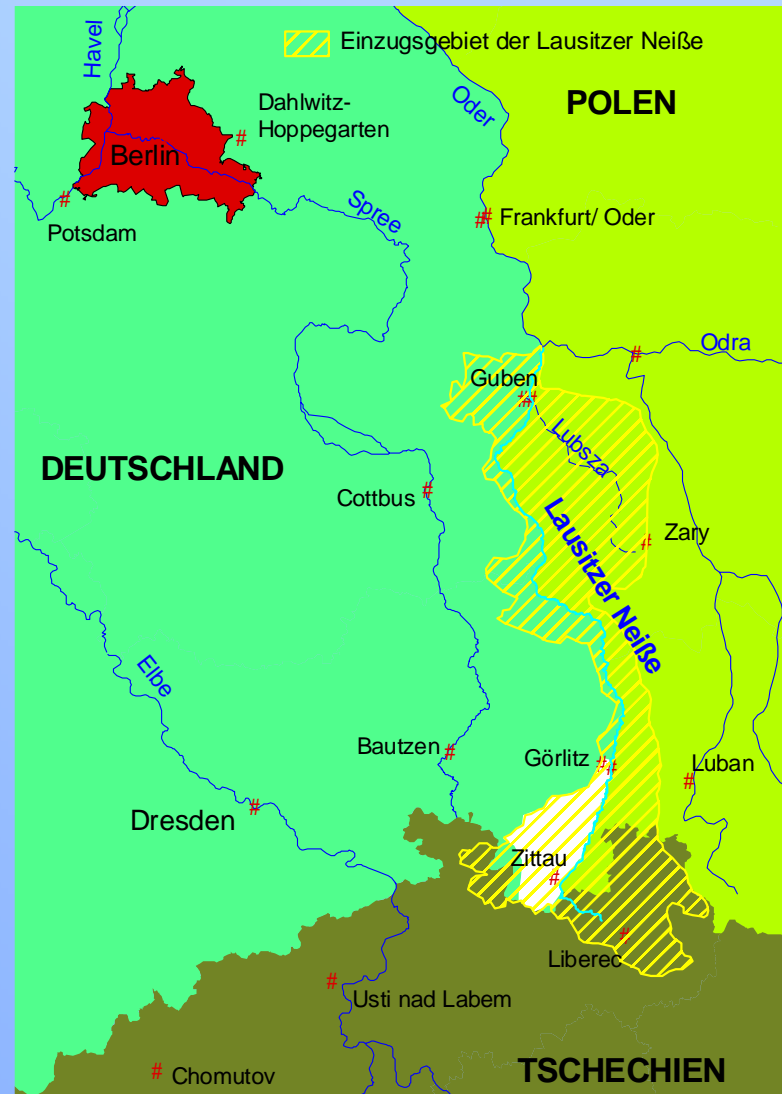 Einzugsgebiet der Lausitzer Neiße
Havel
Oder
POLEN
Dahlwitz-
Hoppegarten
Berlin
Spree
Frankfurt/ Oder
Potsdam
Odra
Guben
Lubsza
DEUTSCHLAND
Cottbus
Zary
Lausitzer Neiße
Elbe
Bautzen
Görlitz
Luban
Dresden
Zittau
Liberec
Usti nad Labem
Chomutov
TSCHECHIEN